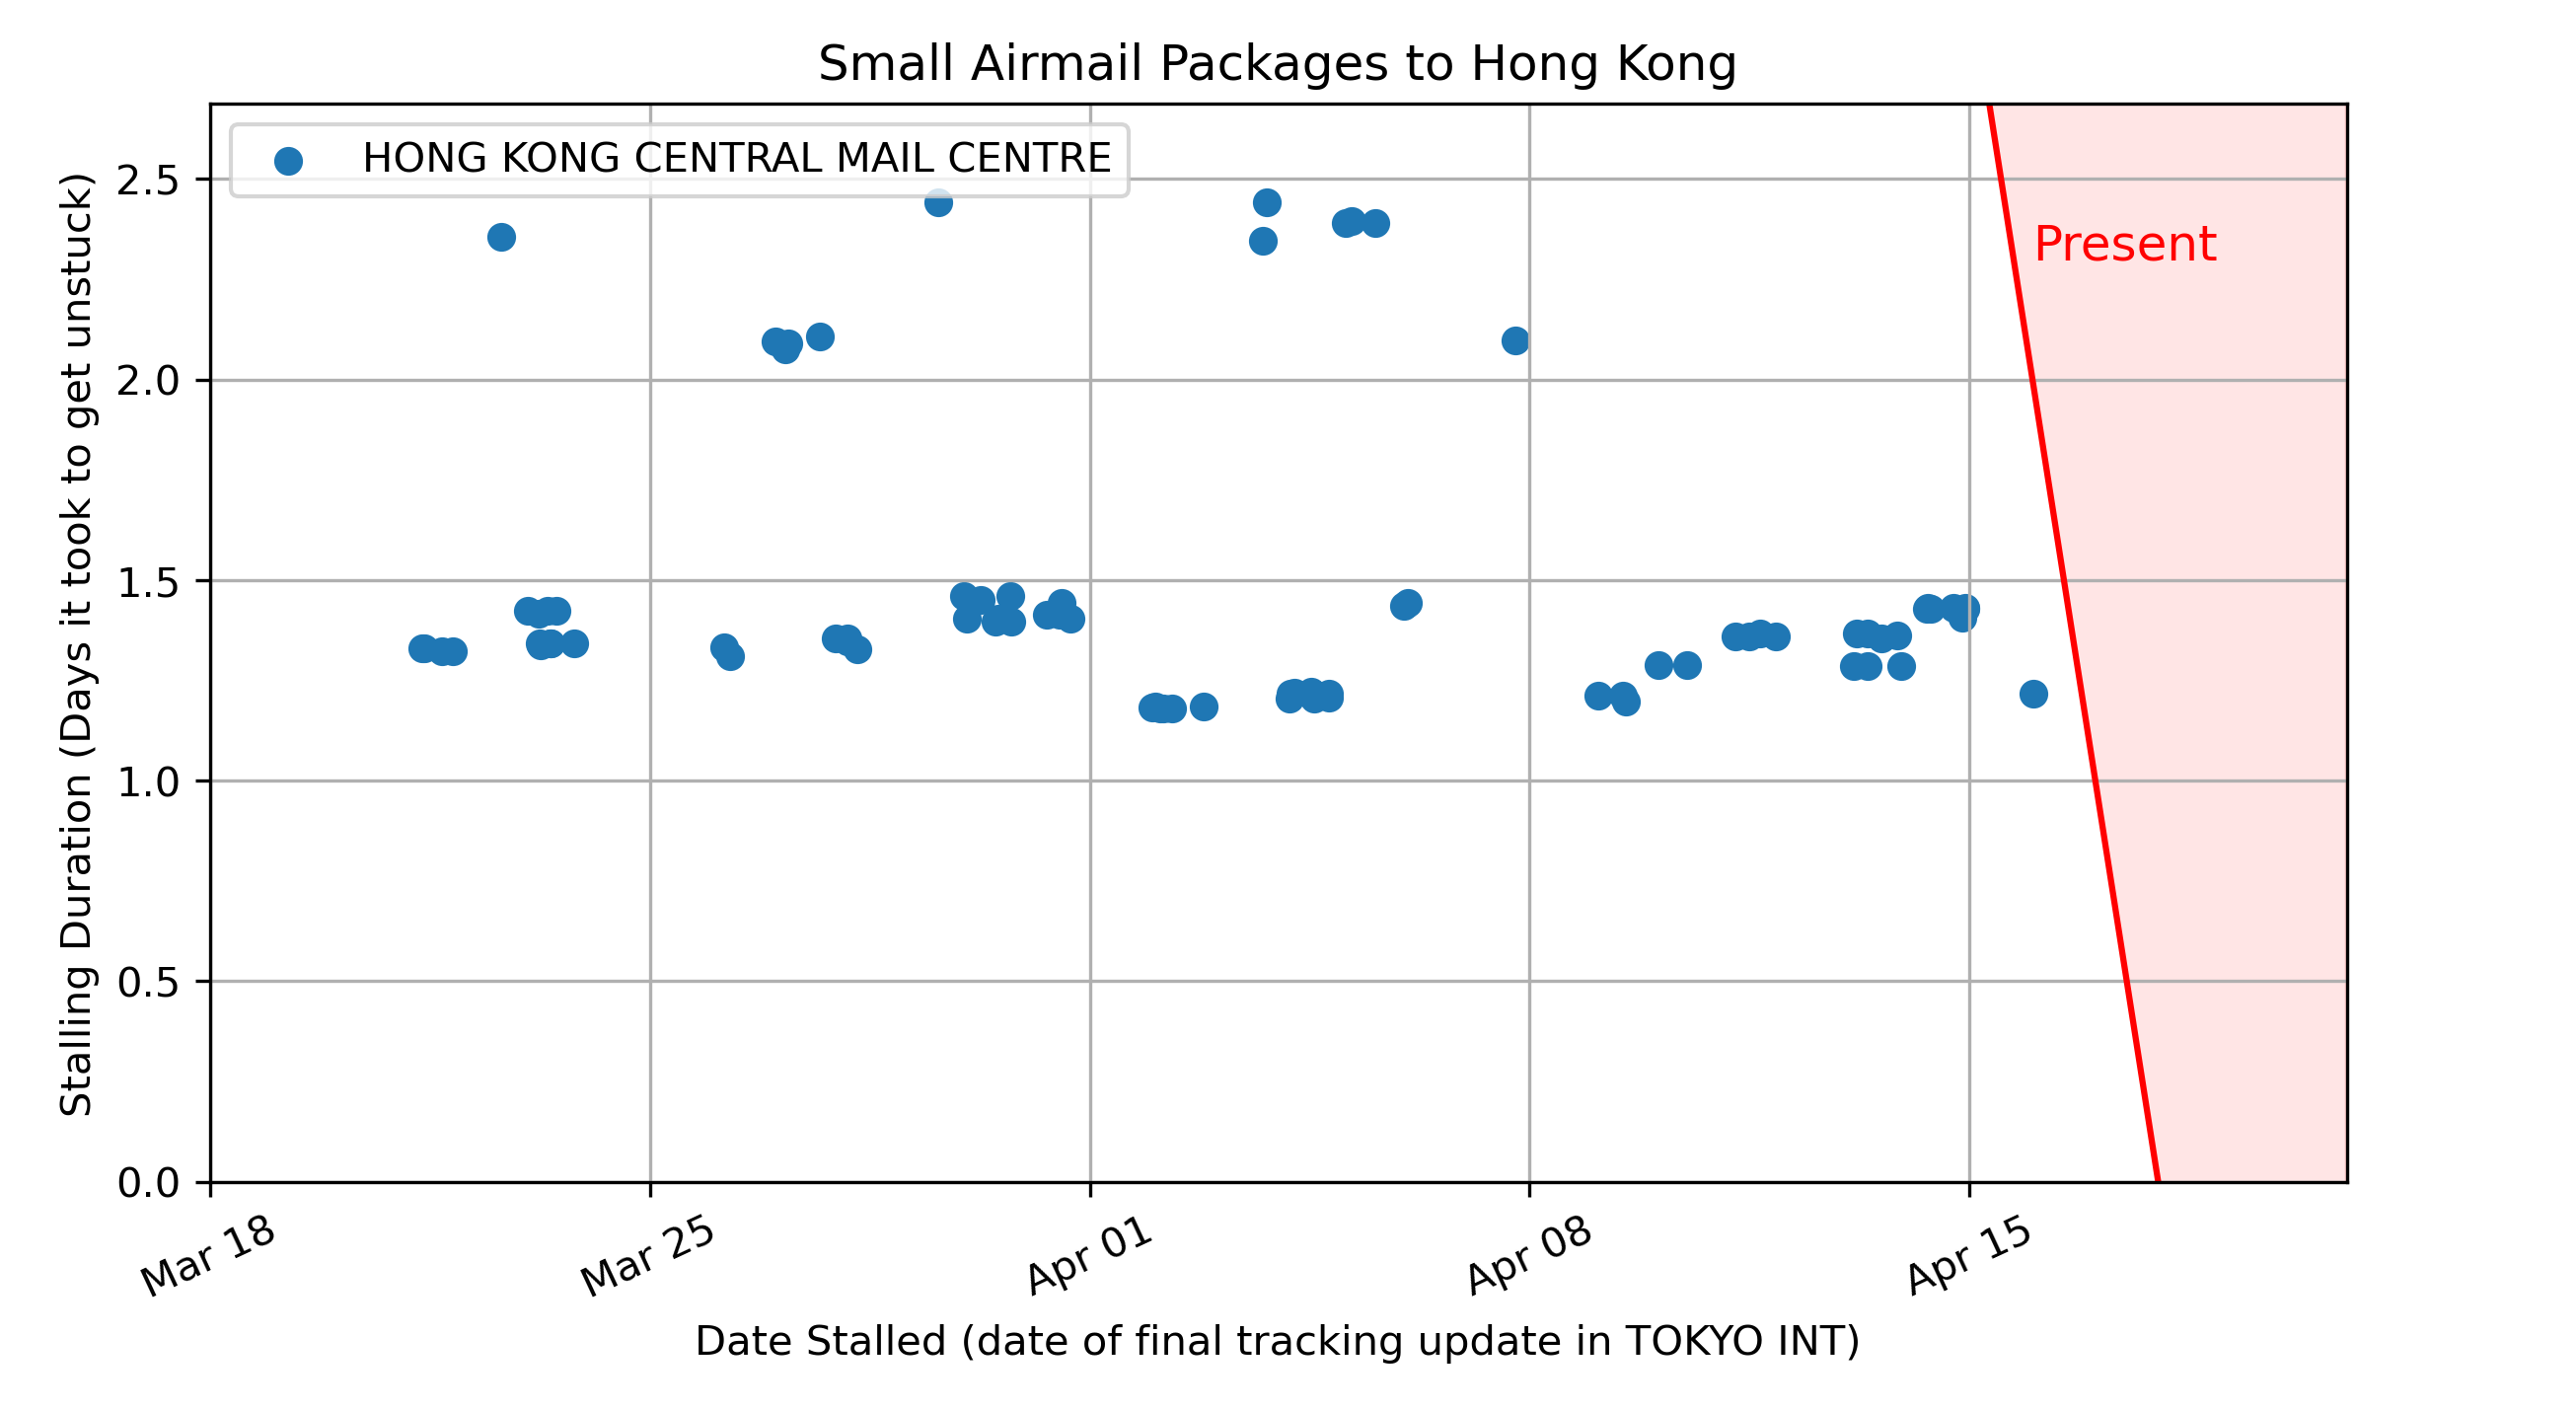 Small Airmail Packages to Hong Kong
HONG KONG CENTRAL MAIL CENTRE
Present
Stalling Duration (Days it took to get unstuck)
2.5
2.0
1.5
1.0
0.5
0.0
Mar 18
Mar 25
Apr 01
Apr 08
Apr 15
Date Stalled (date of final tracking update in TOKYO INT)